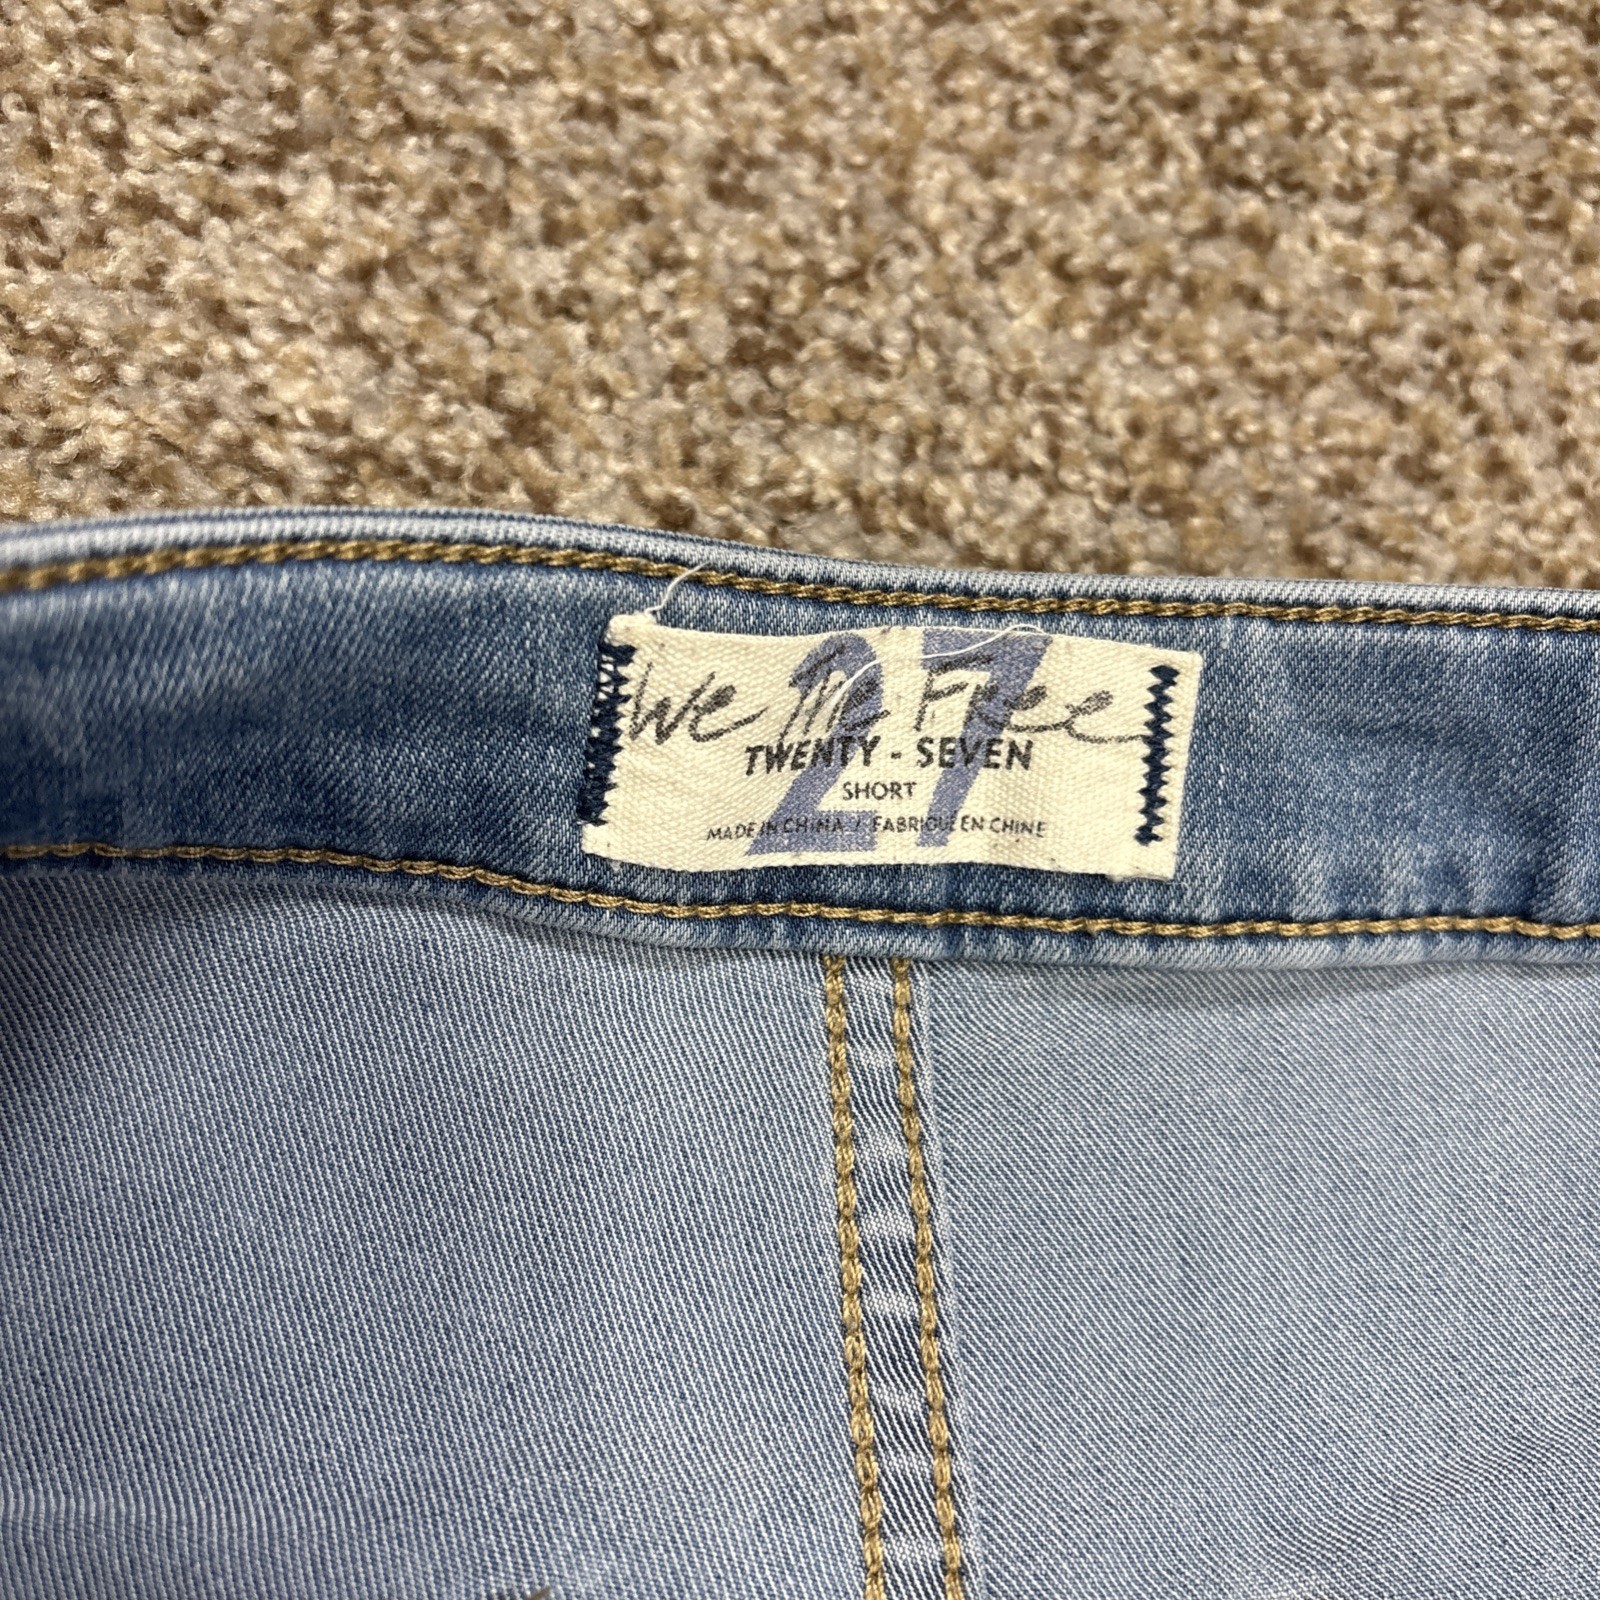 27
We The Free
TWENTY - SEVEN
SHORT
MADE IN CHINA / FABRIQUE EN CHINE